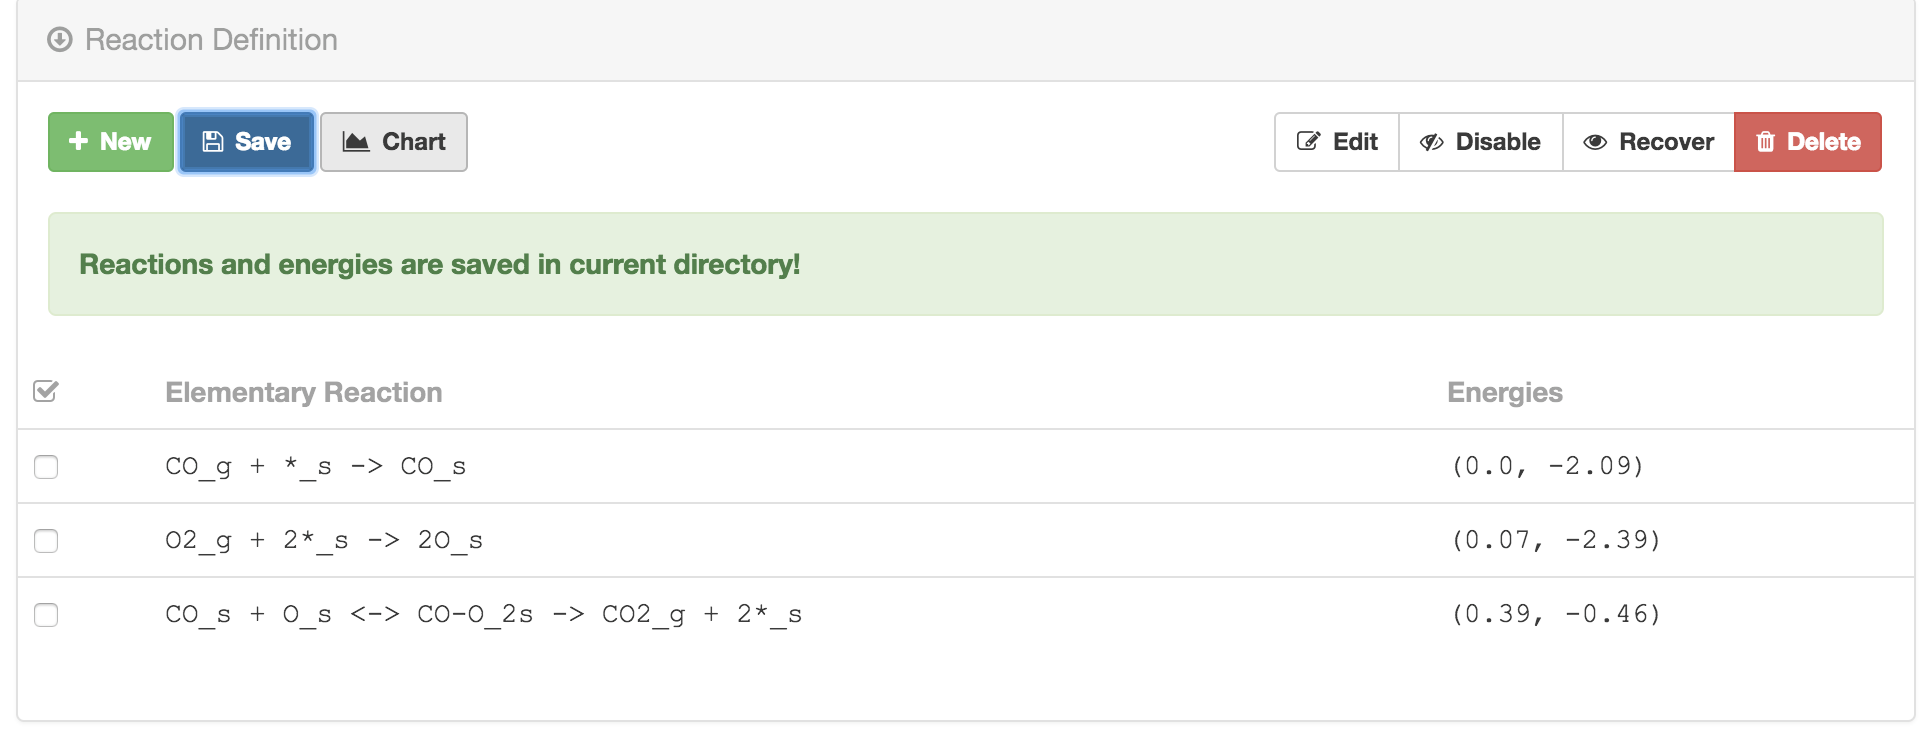 Reaction Definition
New Save Chart Edit Disable Recover Delete
Reactions and energies are saved in current directory!
Elementary Reaction Energies
CO_g + *_s -> CO_s (0.0, -2.09)
O2_g + 2*_s -> 2O_s (0.07, -2.39)
CO_s + O_s <-> CO-O_2s -> CO2_g + 2*_s (0.39, -0.46)